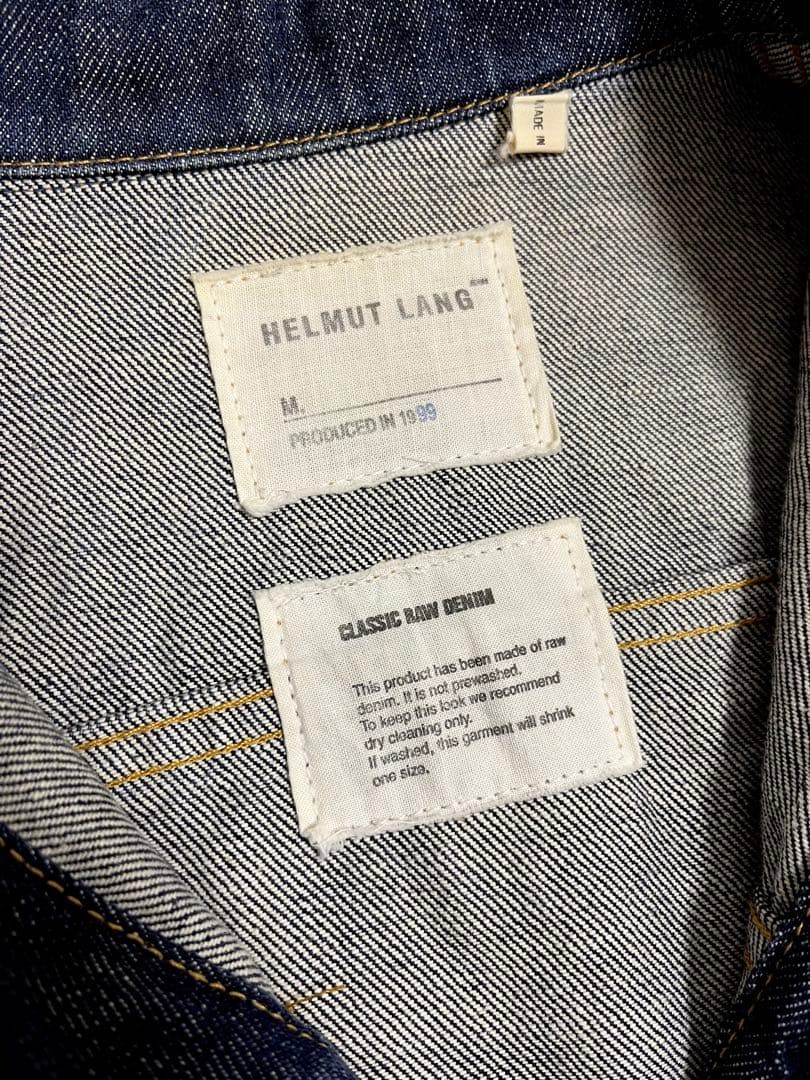 MADE IN
HELMUT LANG
M.
PRODUCED IN 1999
CLASSIC RAW DENIM
This product has been made of raw
denim. It is not prewashed.
To keep this look we recommend
dry cleaning only.
If washed, this garment will shrink
one size.